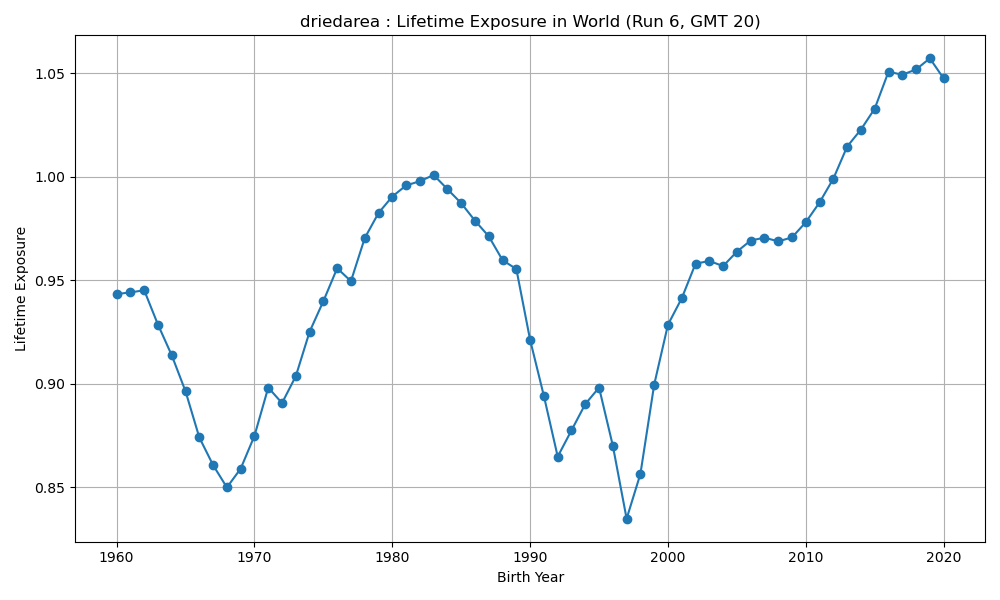 driedarea : Lifetime Exposure in World (Run 6, GMT 20)
Lifetime Exposure
1.05
1.00
0.95
0.90
0.85
1960 1970 1980 1990 2000 2010 2020
Birth Year